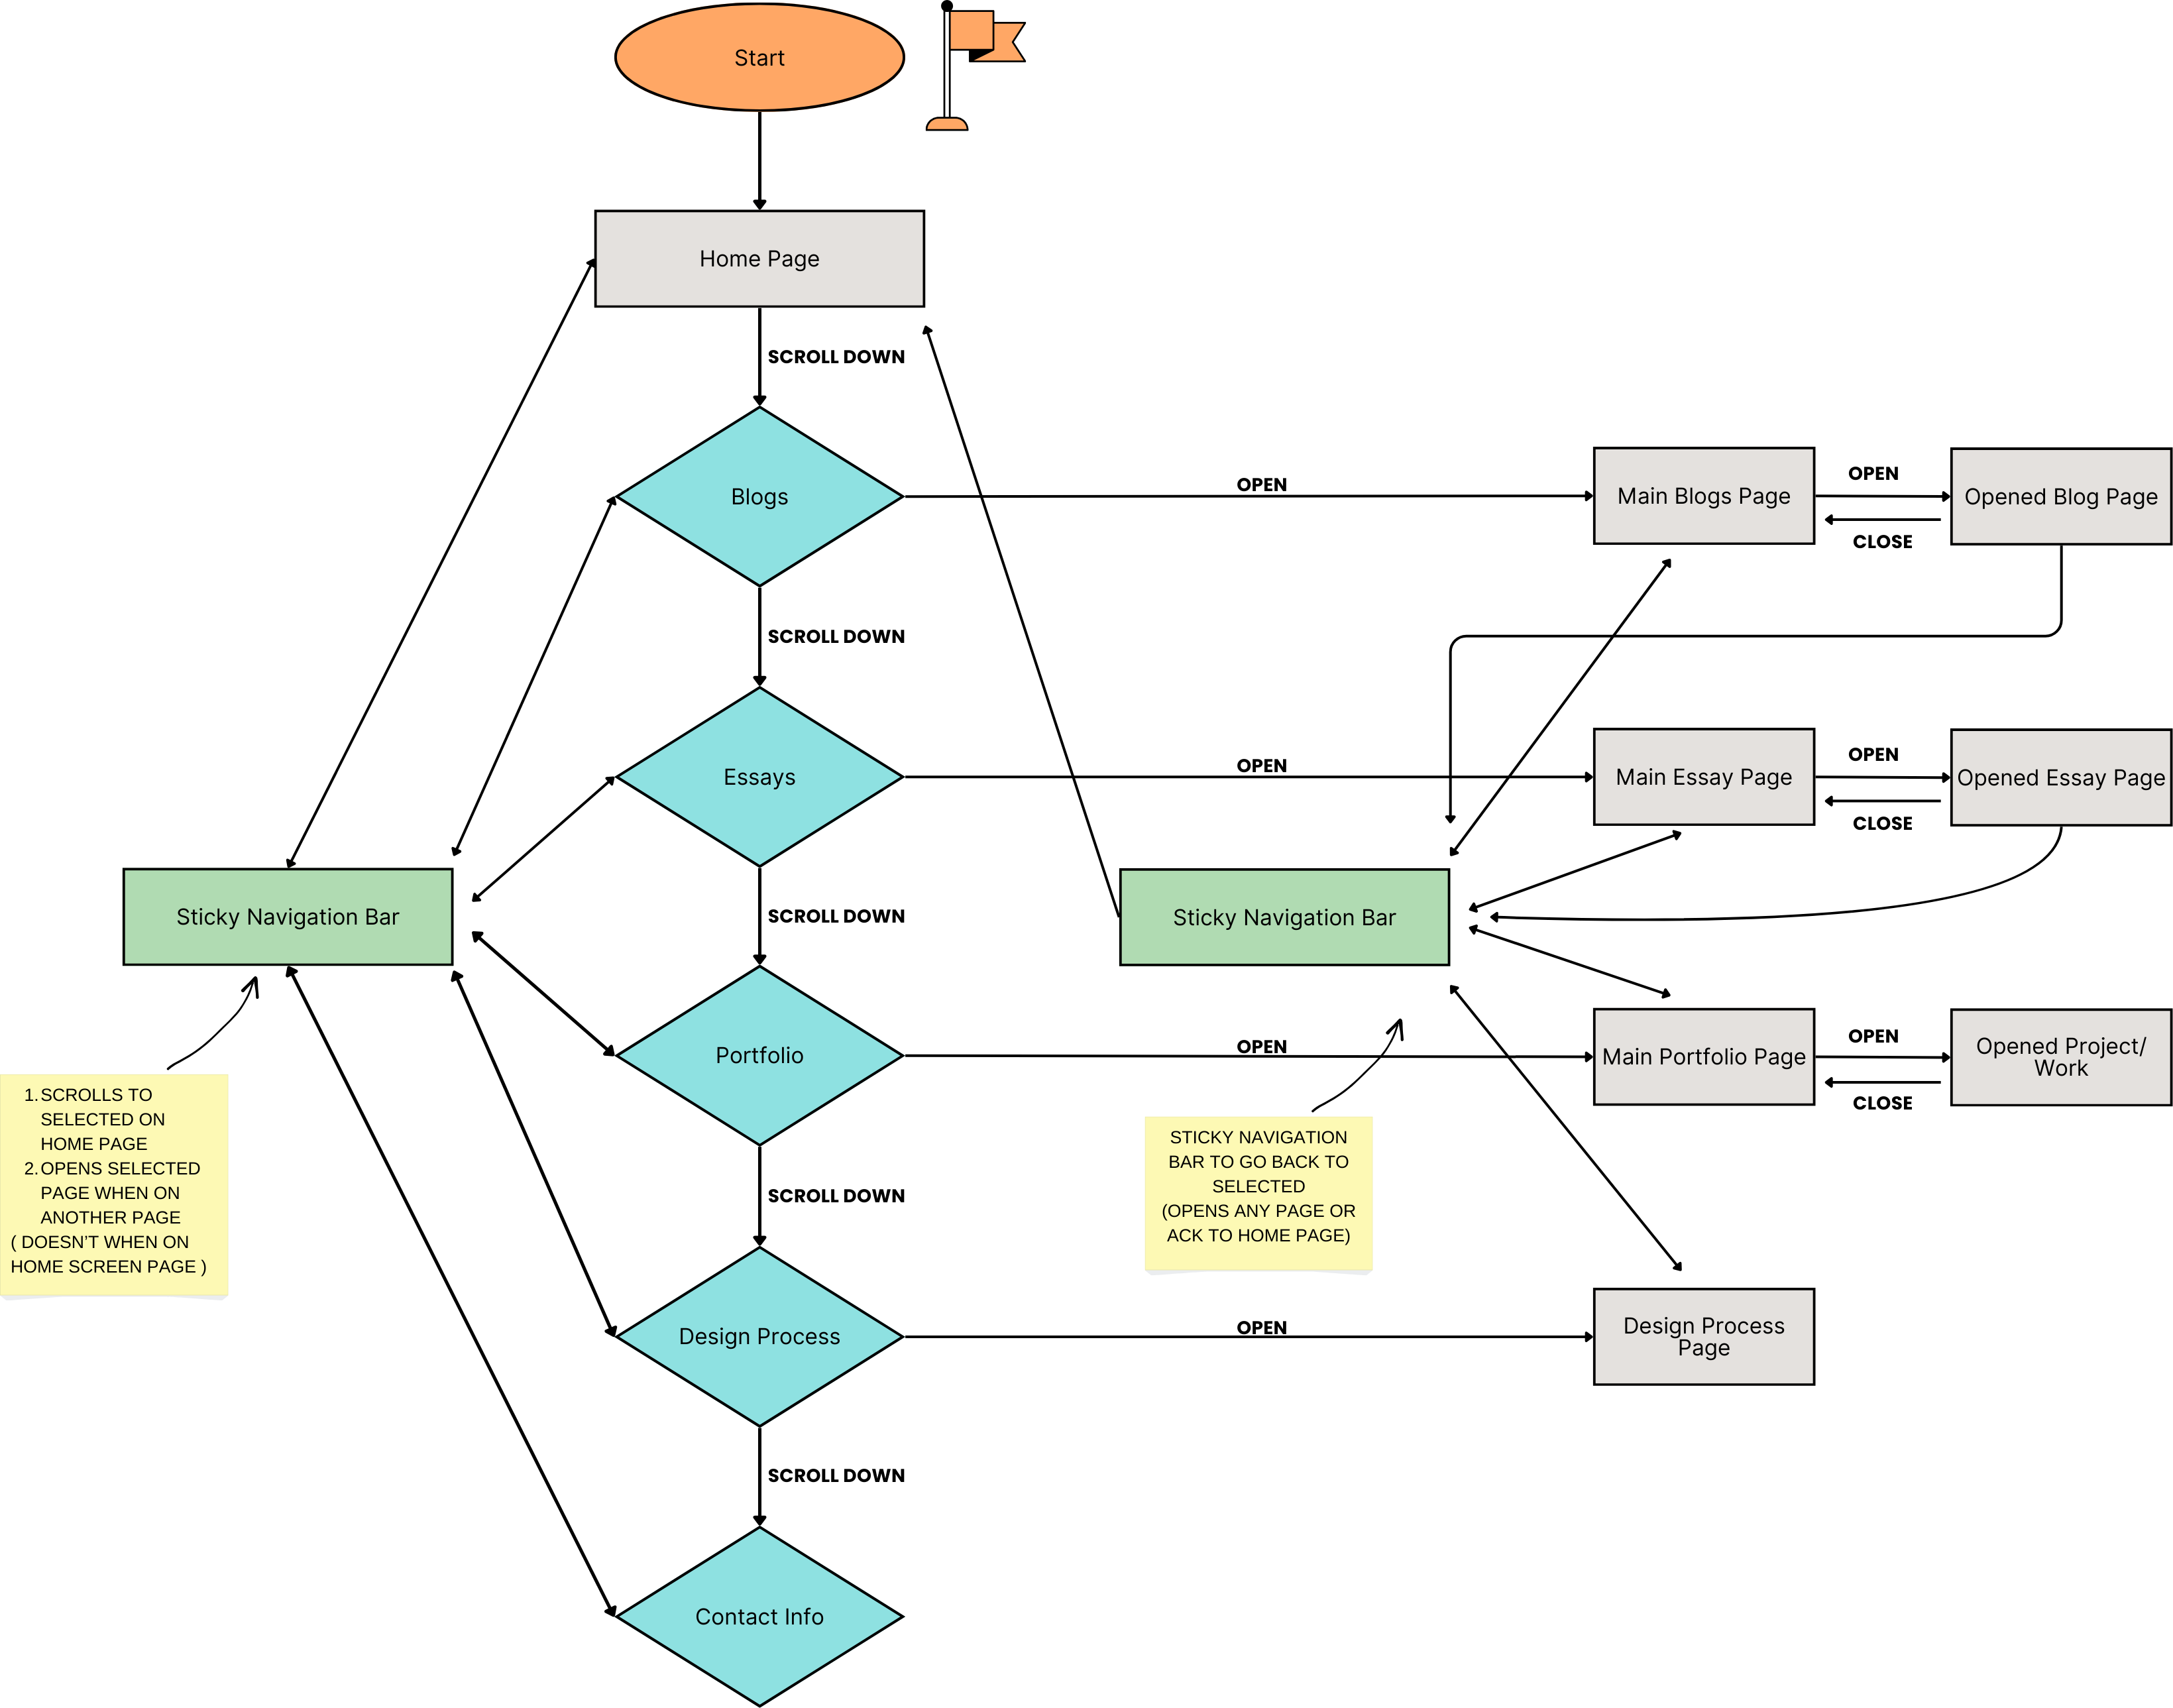 Start
Home Page
SCROLL DOWN
Blogs
OPEN
Main Blogs Page
OPEN
CLOSE
Opened Blog Page
SCROLL DOWN
Essays
OPEN
Main Essay Page
OPEN
CLOSE
Opened Essay Page
Sticky Navigation Bar
SCROLL DOWN
Sticky Navigation Bar
Portfolio
OPEN
Main Portfolio Page
OPEN
CLOSE
Opened Project/
Work
1. SCROLLS TO
SELECTED ON
HOME PAGE
2. OPENS SELECTED
PAGE WHEN ON
ANOTHER PAGE
( DOESN'T WHEN ON
HOME SCREEN PAGE )
SCROLL DOWN
STICKY NAVIGATION
BAR TO GO BACK TO
SELECTED
(OPENS ANY PAGE OR
ACK TO HOME PAGE)
Design Process
OPEN
Design Process
Page
SCROLL DOWN
Contact Info